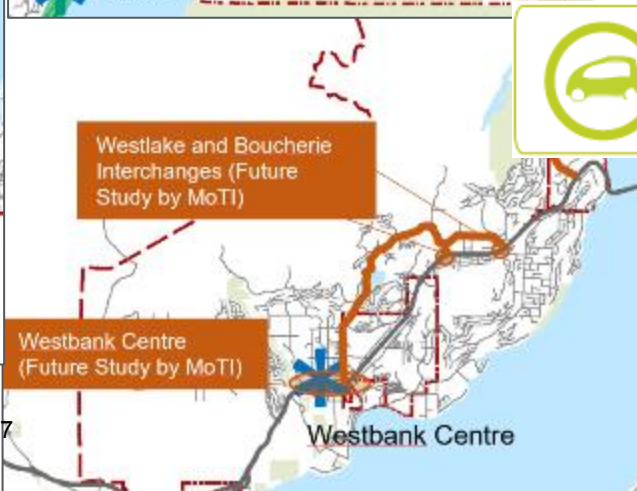 Westlake and Boucherie
Interchanges (Future
Study by MoTI)
Westbank Centre
(Future Study by MoTI)
7
Westbank Centre